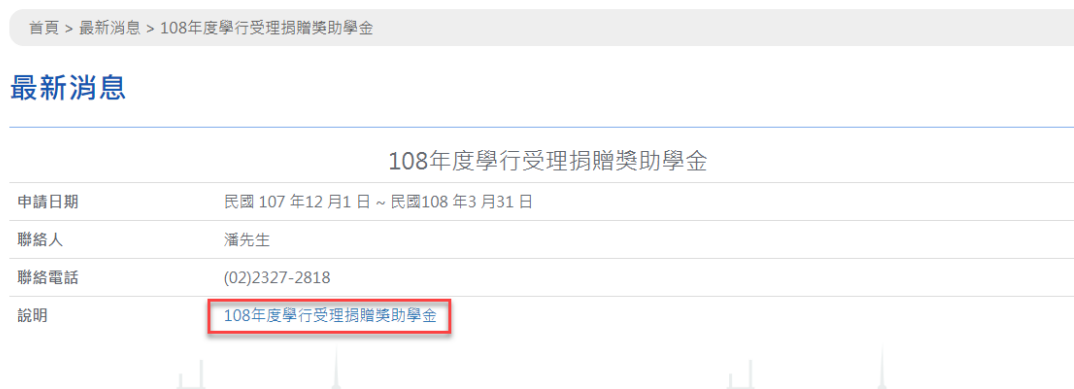 首頁 > 最新消息 > 108年度學行受理捐贈獎助學金
最新消息
108年度學行受理捐贈獎助學金
申請日期 民國 107 年12 月1 日 ~ 民國108 年3 月31 日
聯絡人 潘先生
聯絡電話 (02)2327-2818
說明 108年度學行受理捐贈獎助學金